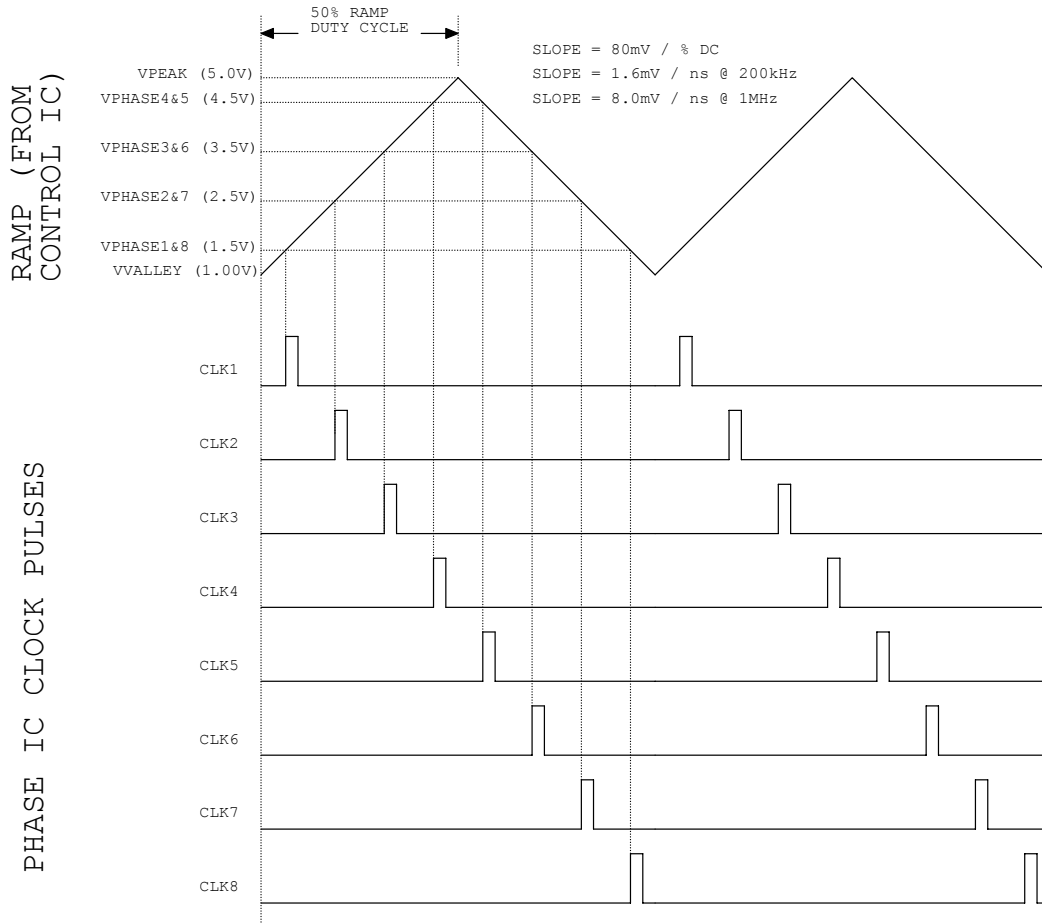 50% RAMP
DUTY CYCLE
SLOPE = 80mV / % DC
SLOPE = 1.6mV / ns @ 200kHz
SLOPE = 8.0mV / ns @ 1MHz
RAMP (FROM
CONTROL IC)
VPEAK (5.0V)
VPHASE4&5 (4.5V)
VPHASE3&6 (3.5V)
VPHASE2&7 (2.5V)
VPHASE1&8 (1.5V)
VVALLEY (1.00V)
PHASE IC CLOCK PULSES
CLK1
CLK2
CLK3
CLK4
CLK5
CLK6
CLK7
CLK8